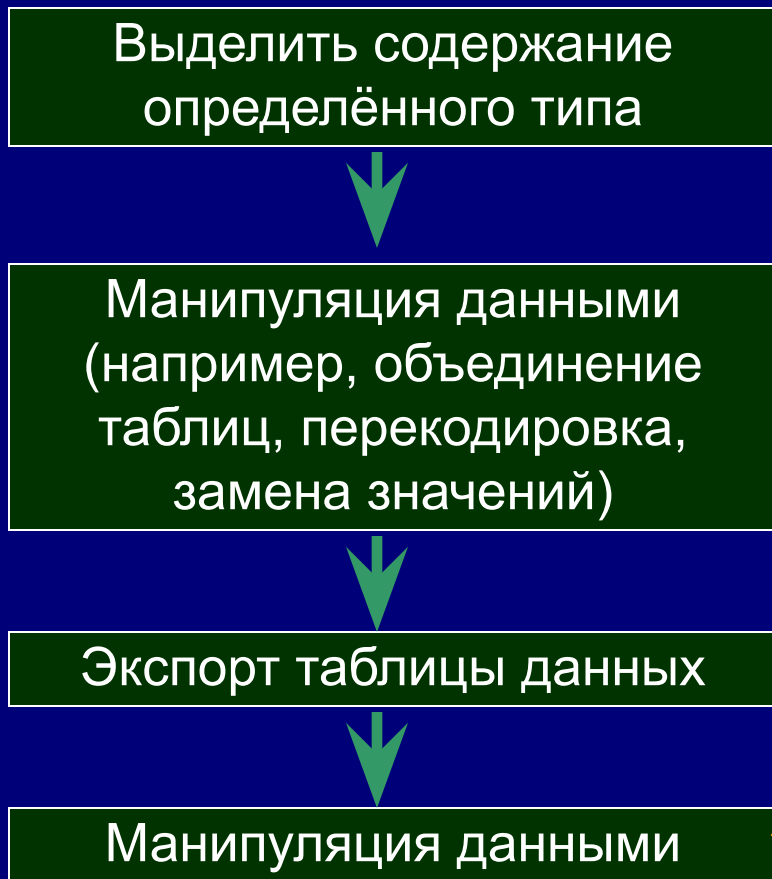 Выделить содержание
определённого типа
Манипуляция данными
(например, объединение
таблиц, перекодировка,
замена значений)
Экспорт таблицы данных
Манипуляция данными